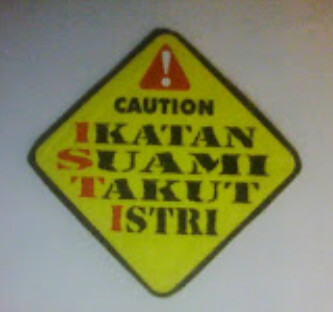 CAUTION
IKATAN
SUAMI
TAKUT
ISTRI